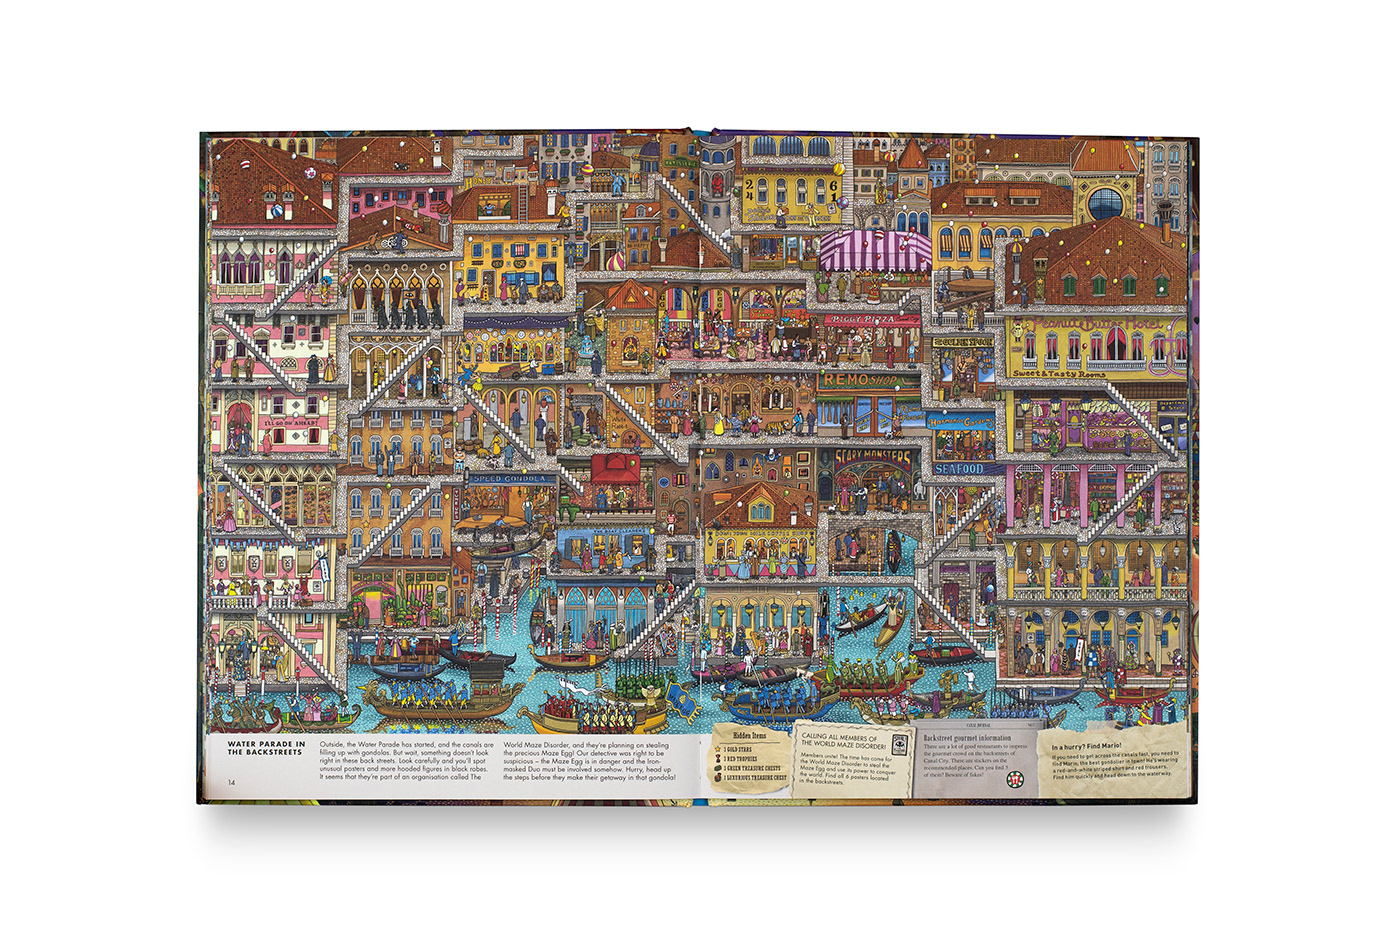 PATISSERIE
HONEY
2 6
4 1
PIGGY PIZZA
GOLDEN SPOON
Peanut Butter Hotel
Sweet & Tasty Rooms
REMO SHOP
I'LL GO ON AHEAD!
SCARY MONSTERS
SEAFOOD
SPEED GONDOLA
WATER PARADE IN
THE BACKSTREETS
Outside, the Water Parade has started, and the canals are
filling up with gondolas. But wait, something doesn't look
right in these back streets. Look carefully and you'll spot
unusual posters and more hooded figures in black robes.
It seems that they're part of an organisation called The
World Maze Disorder, and they're planning on stealing
the precious Maze Egg! Our detective was right to be
suspicious – the Maze Egg is in danger and the Iron-
masked Duo must be involved somehow. Hurry, head up
the steps before they make their getaway in that gondola!
14
Hidden Items
3 GOLD STARS
3 RED TROPHIES
3 GREEN TREASURE CHESTS
1 LUXURIOUS TREASURE CHEST
CALLING ALL MEMBERS OF
THE WORLD MAZE DISORDER!
Members unite! The time has come for
the World Maze Disorder to steal the
Maze Egg and use its power to conquer
the world. Find all 6 posters located
in the backstreets.
CANAL JOURNAL
Backstreet gourmet information
There are a lot of good restaurants to impress
the gourmet crowd on the backstreets of
Canal City. There are stickers on the
recommended places. Can you find 5
of them? Beware of fakes!
In a hurry? Find Mario!
If you need to get across the canals fast, you need to
find Mario, the best gondolier in town! He's wearing
a red-and-white striped shirt and red trousers.
Find him quickly and head down to the waterway.